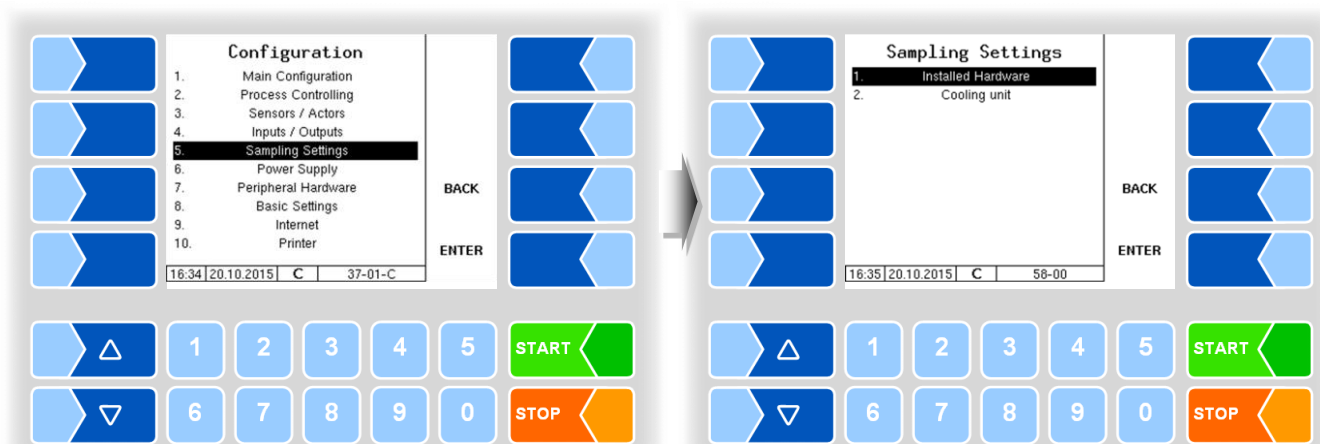 Configuration
1. Main Configuration
2. Process Controlling
3. Sensors / Actors
4. Inputs / Outputs
5. Sampling Settings
6. Power Supply
7. Peripheral Hardware
8. Basic Settings
9. Internet
10. Printer
BACK
ENTER
16:34 20.10.2015 C 37-01-C
1 2 3 4 5 START
6 7 8 9 0 STOP
Sampling Settings
1. Installed Hardware
2. Cooling unit
BACK
ENTER
16:35 20.10.2015 C 58-00
1 2 3 4 5 START
6 7 8 9 0 STOP